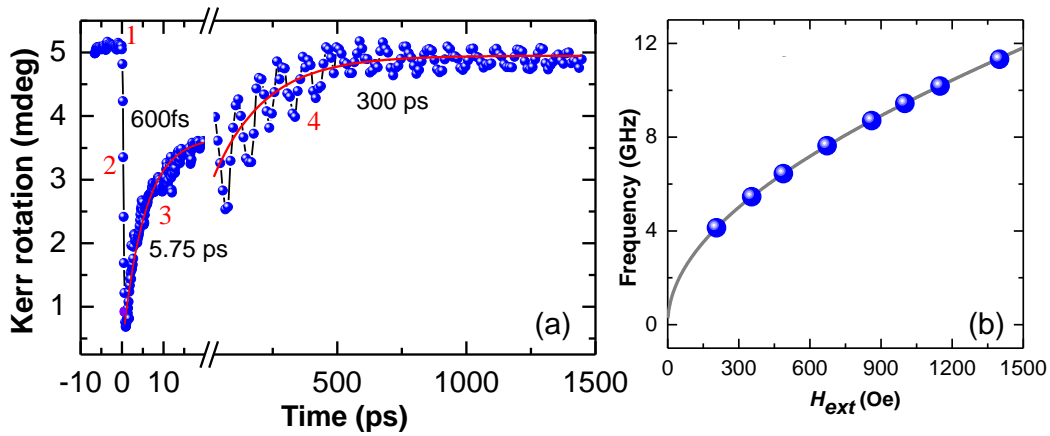 1
2
3
4
600fs
5.75 ps
300 ps
(a)
Kerr rotation (mdeg)
5
4
3
2
1
-10 0 10 500 1000 1500
Time (ps)
Frequency (GHz)
12
8
4
0
(b)
0 300 600 900 1200 1500
Hext (Oe)